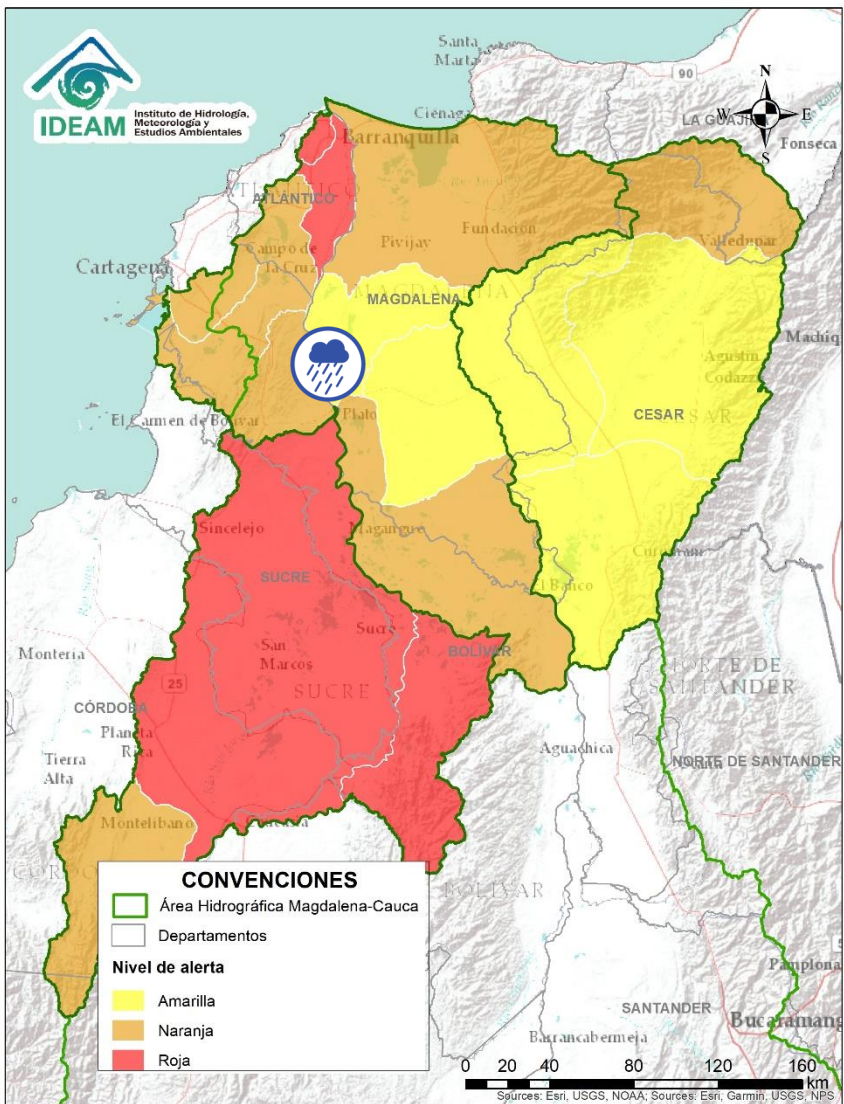 IDEAM
Instituto de Hidrología,
Meteorología y
Estudios Ambientales
Santa
Marta
90
N
E
S
LA GUAJIRA
Fonseca
Ciénaga
Barranquilla
ATLÁNTICO
Campo de
la Cruz
Pivijay
Fundación
Valledupar
Cartagena
MAGDALENA
Machiq
Agustín
Codazzi
CESAR
CESAR
El Carmen de Bolívar
Plato
Sincelejo
Magangué
SUCRE
El Banco
Sucre
BOLÍVAR
San
Marcos
SUCRE
Montería
25
CÓRDOBA
Planeta
Rica
Tierra
Alta
NORTE DE
SANTANDER
Aguachica
NORTE DE SANTANDER
Montelíbano
BOLÍVAR
CONVENCIONES
Área Hidrográfica Magdalena-Cauca
Departamentos
Nivel de alerta
Amarilla
Naranja
Roja
Pamplona
SANTANDER
Bucaramang
Barrancabermeja
0 20 40 80 120 160
km
Sources: Esri, USGS, NOAA; Sources: Esri, Garmin, USGS, NPS